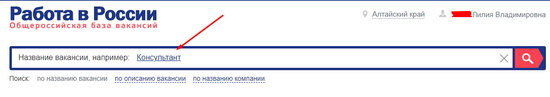 Работа в России
Общероссийская база вакансий
Алтайский край
Лилия Владимировна
Название вакансии, например: Консультант
Поиск: по названию вакансии по описанию вакансии по названию компании